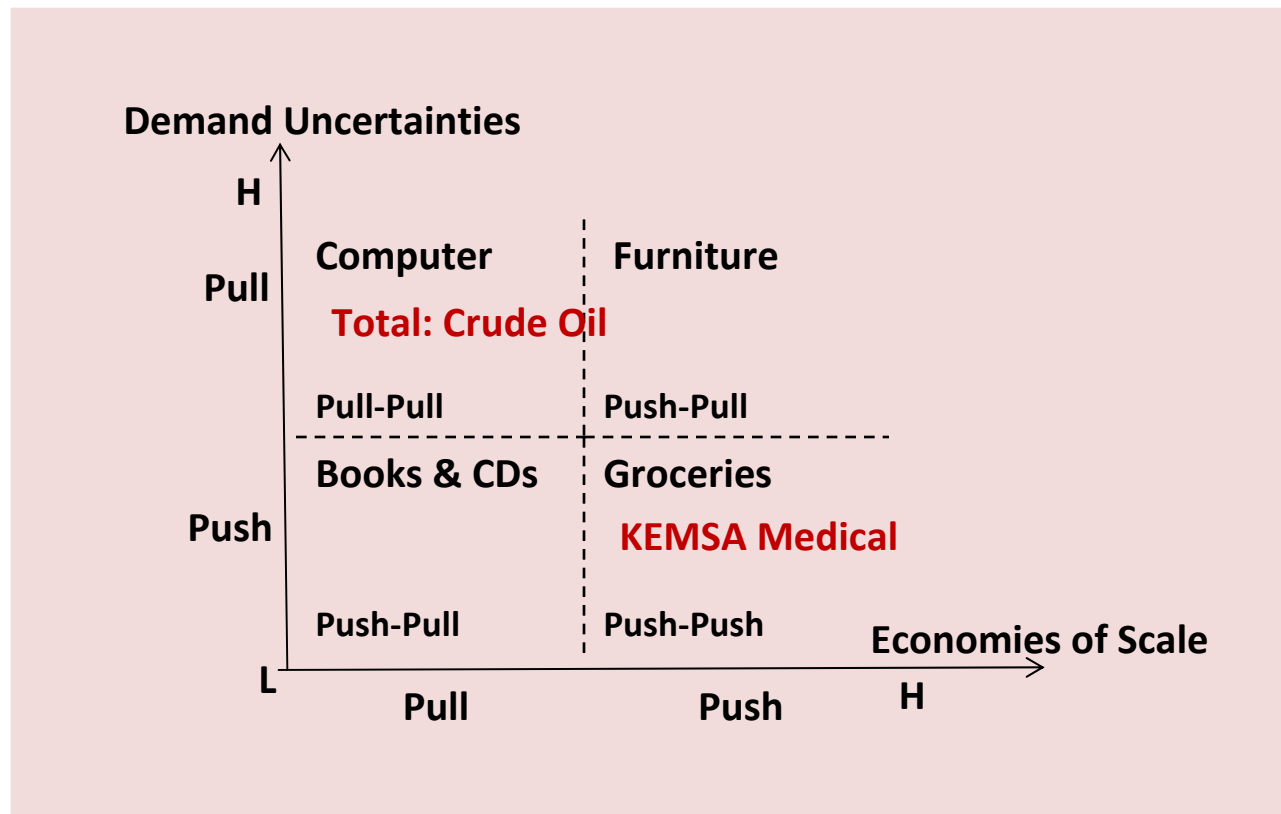 Demand Uncertainties
H
Computer Furniture
Pull
Total: Crude Oil
Pull-Pull Push-Pull
Books & CDs Groceries
Push
KEMSA Medical
Push-Pull Push-Push
Economies of Scale
L
H
Pull Push